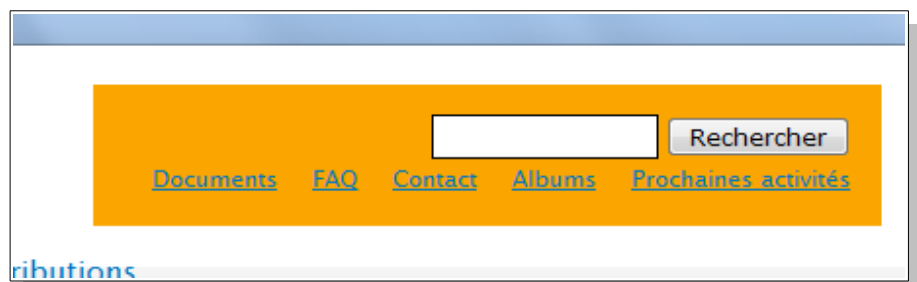 Rechercher
Documents FAQ Contact Albums Prochaines activités
ributions